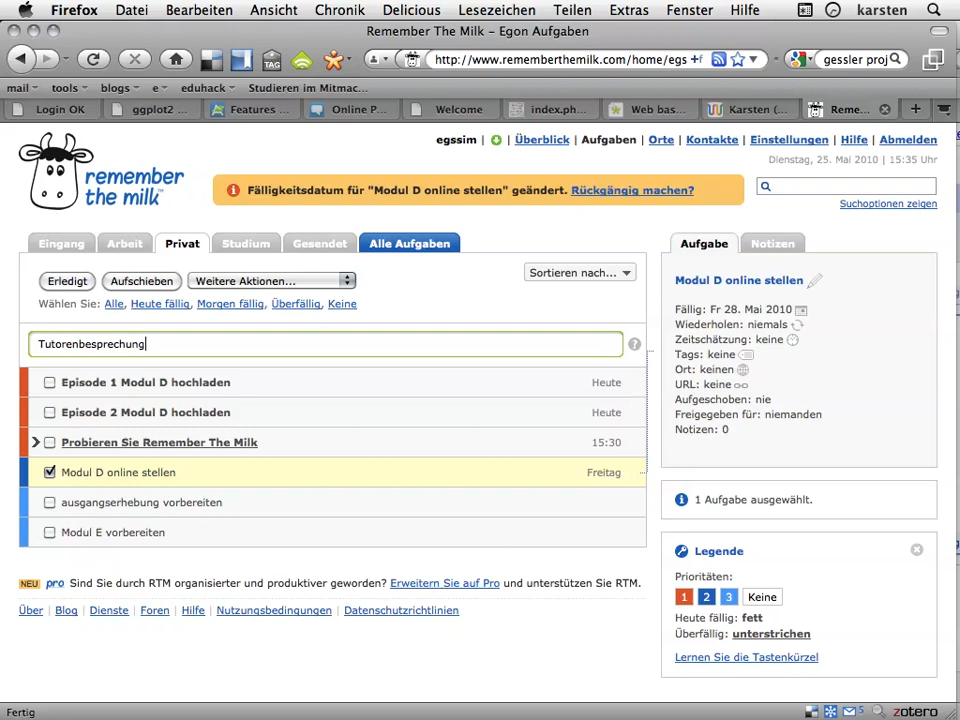 Firefox Datei Bearbeiten Ansicht Chronik Delicious Lesezeichen Teilen Extras Fenster Hilfe karsten
Remember The Milk – Egon Aufgaben
TAG http://www.rememberthemilk.com/home/egs gessler proj
mail tools blogs e eduhack Studieren im Mitmac...
Login OK ggplot2 Features ... Online P... Welcome index.ph... Web bas... Karsten (... Reme...
egssim | Überblick | Aufgaben | Orte | Kontakte | Einstellungen | Hilfe | Abmelden
Dienstag, 25. Mai 2010 | 15:35 Uhr
remember the milk™
Fälligkeitsdatum für "Modul D online stellen" geändert. Rückgängig machen?
Suchoptionen zeigen
Eingang Arbeit Privat Studium Gesendet Alle Aufgaben
Erledigt Aufschieben Weitere Aktionen... Sortieren nach...
Wählen Sie: Alle, Heute fällig, Morgen fällig, Überfällig, Keine
Tutorenbesprechung ?
Episode 1 Modul D hochladen Heute
Episode 2 Modul D hochladen Heute
Probieren Sie Remember The Milk 15:30
Modul D online stellen Freitag
ausgangserhebung vorbereiten
Modul E vorbereiten
NEU pro Sind Sie durch RTM organisierter und produktiver geworden? Erweitern Sie auf Pro und unterstützen Sie RTM.
Über | Blog | Dienste | Foren | Hilfe | Nutzungsbedingungen | Datenschutzrichtlinien
Aufgabe Notizen
Modul D online stellen
Fällig: Fr 28. Mai 2010
Wiederholen: niemals
Zeitschätzung: keine
Tags: keine
Ort: keinen
URL: keine
Aufgeschoben: nie
Freigegeben für: niemanden
Notizen: 0
1 Aufgabe ausgewählt.
Legende
Prioritäten:
1 2 3 Keine
Heute fällig: fett
Überfällig: unterstrichen
Lernen Sie die Tastenkürzel
Fertig 5 zotero